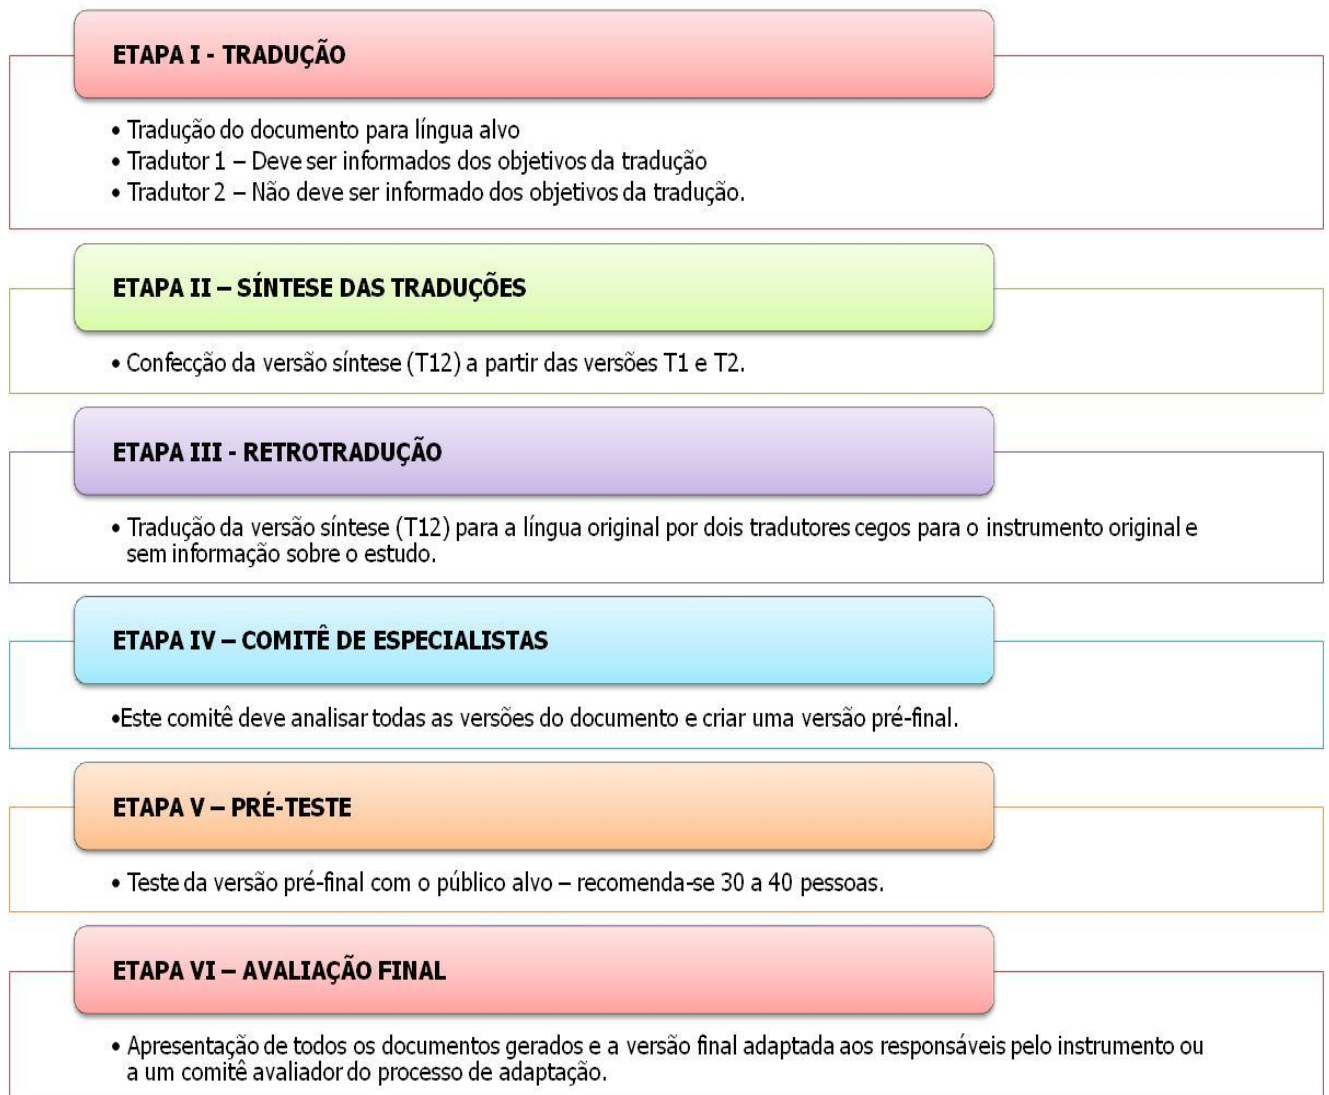 ETAPA I - TRADUÇÃO
• Tradução do documento para língua alvo
• Tradutor 1 – Deve ser informados dos objetivos da tradução
• Tradutor 2 – Não deve ser informado dos objetivos da tradução.
ETAPA II – SÍNTESE DAS TRADUÇÕES
• Confecção da versão síntese (T12) a partir das versões T1 e T2.
ETAPA III - RETROTRADUÇÃO
• Tradução da versão síntese (T12) para a língua original por dois tradutores cegos para o instrumento original e
sem informação sobre o estudo.
ETAPA IV – COMITÊ DE ESPECIALISTAS
•Este comitê deve analisar todas as versões do documento e criar uma versão pré-final.
ETAPA V – PRÉ-TESTE
• Teste da versão pré-final com o público alvo – recomenda-se 30 a 40 pessoas.
ETAPA VI – AVALIAÇÃO FINAL
• Apresentação de todos os documentos gerados e a versão final adaptada aos responsáveis pelo instrumento ou
a um comitê avaliador do processo de adaptação.